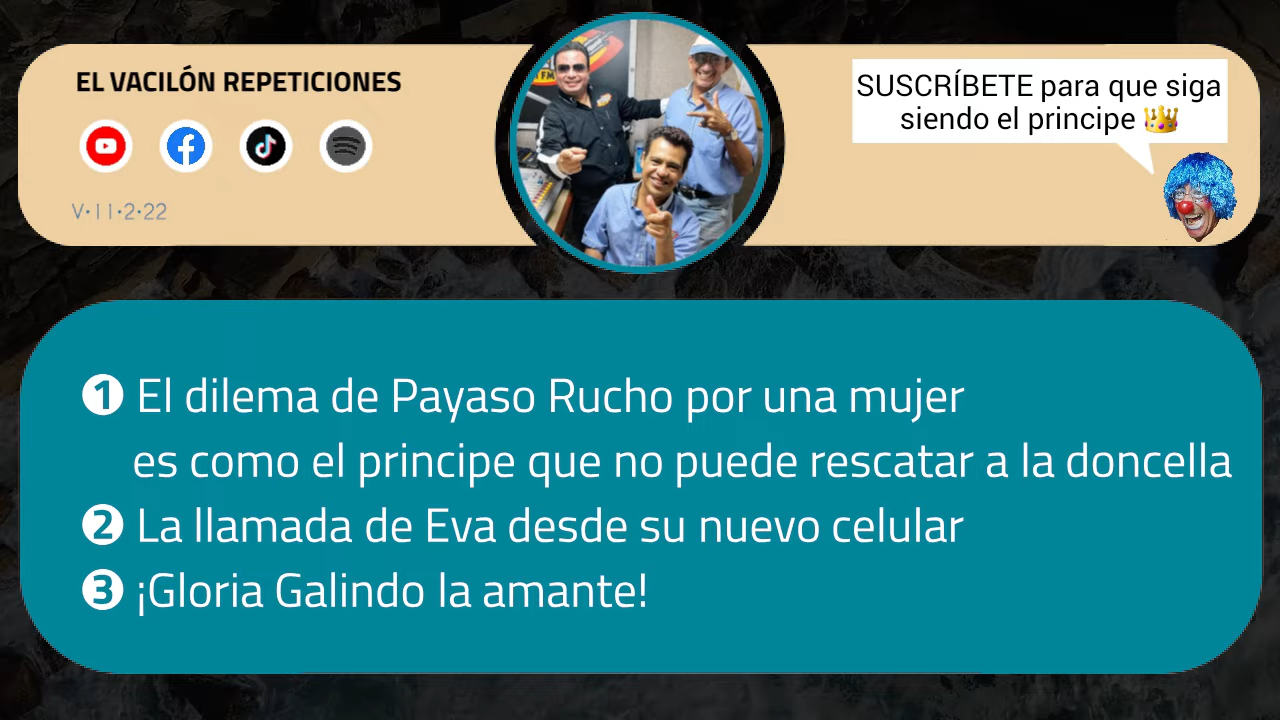 EL VACILÓN REPETICIONES
V•11•2•22
FM
SUSCRÍBETE para que siga
siendo el principe 👑
❶ El dilema de Payaso Rucho por una mujer
es como el principe que no puede rescatar a la doncella
❷ La llamada de Eva desde su nuevo celular
❸ ¡Gloria Galindo la amante!